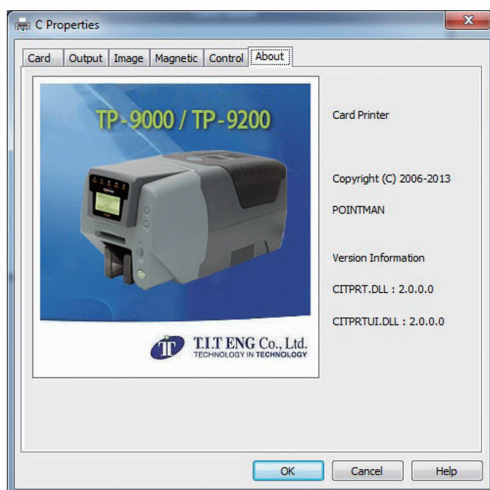 C Properties
Card Output Image Magnetic Control About
TP-9000 / TP-9200
Card Printer
Copyright (C) 2006-2013
POINTMAN
Version Information
CITPRT.DLL : 2.0.0.0
CITPRTUI.DLL : 2.0.0.0
T.I.T ENG Co., Ltd.
TECHNOLOGY IN TECHNOLOGY
OK Cancel Help